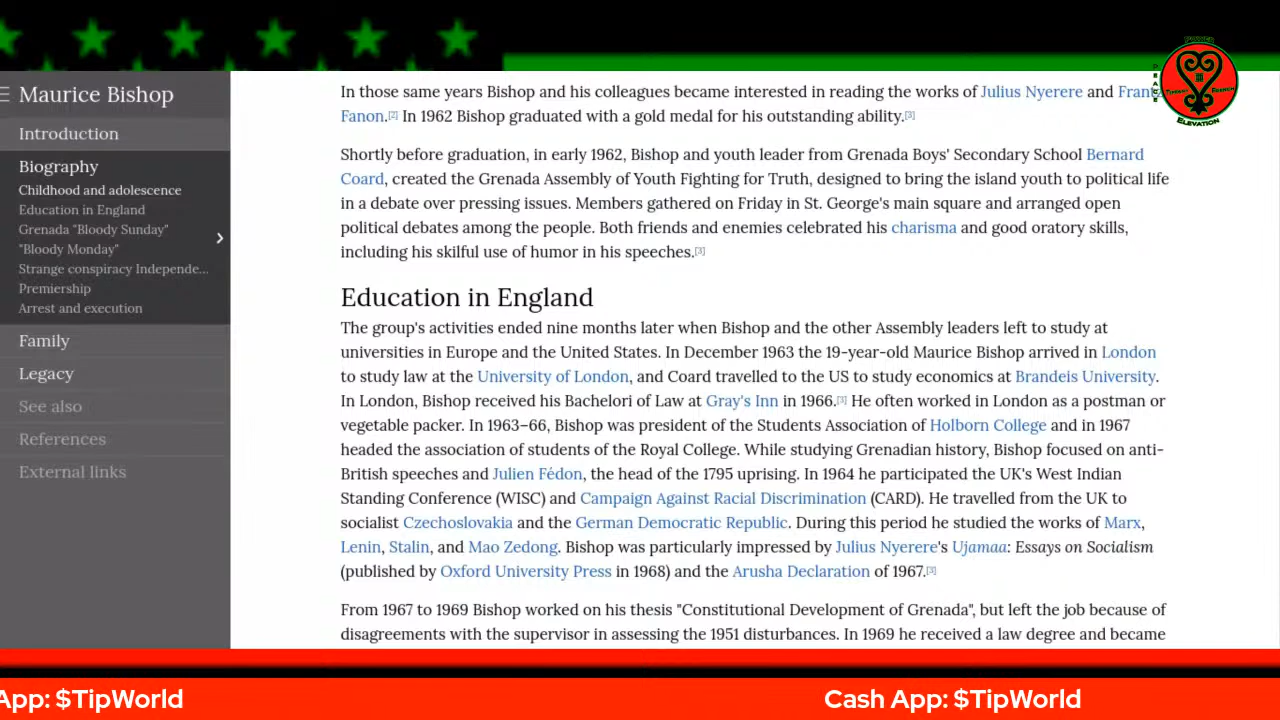 Maurice Bishop
Introduction
Biography
Childhood and adolescence
Education in England
Grenada "Bloody Sunday"
"Bloody Monday"
Strange conspiracy Independe...
Premiership
Arrest and execution
Family
Legacy
See also
References
External links
In those same years Bishop and his colleagues became interested in reading the works of Julius Nyerere and Frantz
Fanon.[2] In 1962 Bishop graduated with a gold medal for his outstanding ability.[3]
Shortly before graduation, in early 1962, Bishop and youth leader from Grenada Boys' Secondary School Bernard
Coard, created the Grenada Assembly of Youth Fighting for Truth, designed to bring the island youth to political life
in a debate over pressing issues. Members gathered on Friday in St. George's main square and arranged open
political debates among the people. Both friends and enemies celebrated his charisma and good oratory skills,
including his skilful use of humor in his speeches.[3]
Education in England
The group's activities ended nine months later when Bishop and the other Assembly leaders left to study at
universities in Europe and the United States. In December 1963 the 19-year-old Maurice Bishop arrived in London
to study law at the University of London, and Coard travelled to the US to study economics at Brandeis University.
In London, Bishop received his Bachelori of Law at Gray's Inn in 1966.[3] He often worked in London as a postman or
vegetable packer. In 1963–66, Bishop was president of the Students Association of Holborn College and in 1967
headed the association of students of the Royal College. While studying Grenadian history, Bishop focused on anti-
British speeches and Julien Fédon, the head of the 1795 uprising. In 1964 he participated the UK's West Indian
Standing Conference (WISC) and Campaign Against Racial Discrimination (CARD). He travelled from the UK to
socialist Czechoslovakia and the German Democratic Republic. During this period he studied the works of Marx,
Lenin, Stalin, and Mao Zedong. Bishop was particularly impressed by Julius Nyerere's Ujamaa: Essays on Socialism
(published by Oxford University Press in 1968) and the Arusha Declaration of 1967.[3]
From 1967 to 1969 Bishop worked on his thesis "Constitutional Development of Grenada", but left the job because of
disagreements with the supervisor in assessing the 1951 disturbances. In 1969 he received a law degree and became
POWER
PEACE
ELEVATION
App: $TipWorld
Cash App: $TipWorld